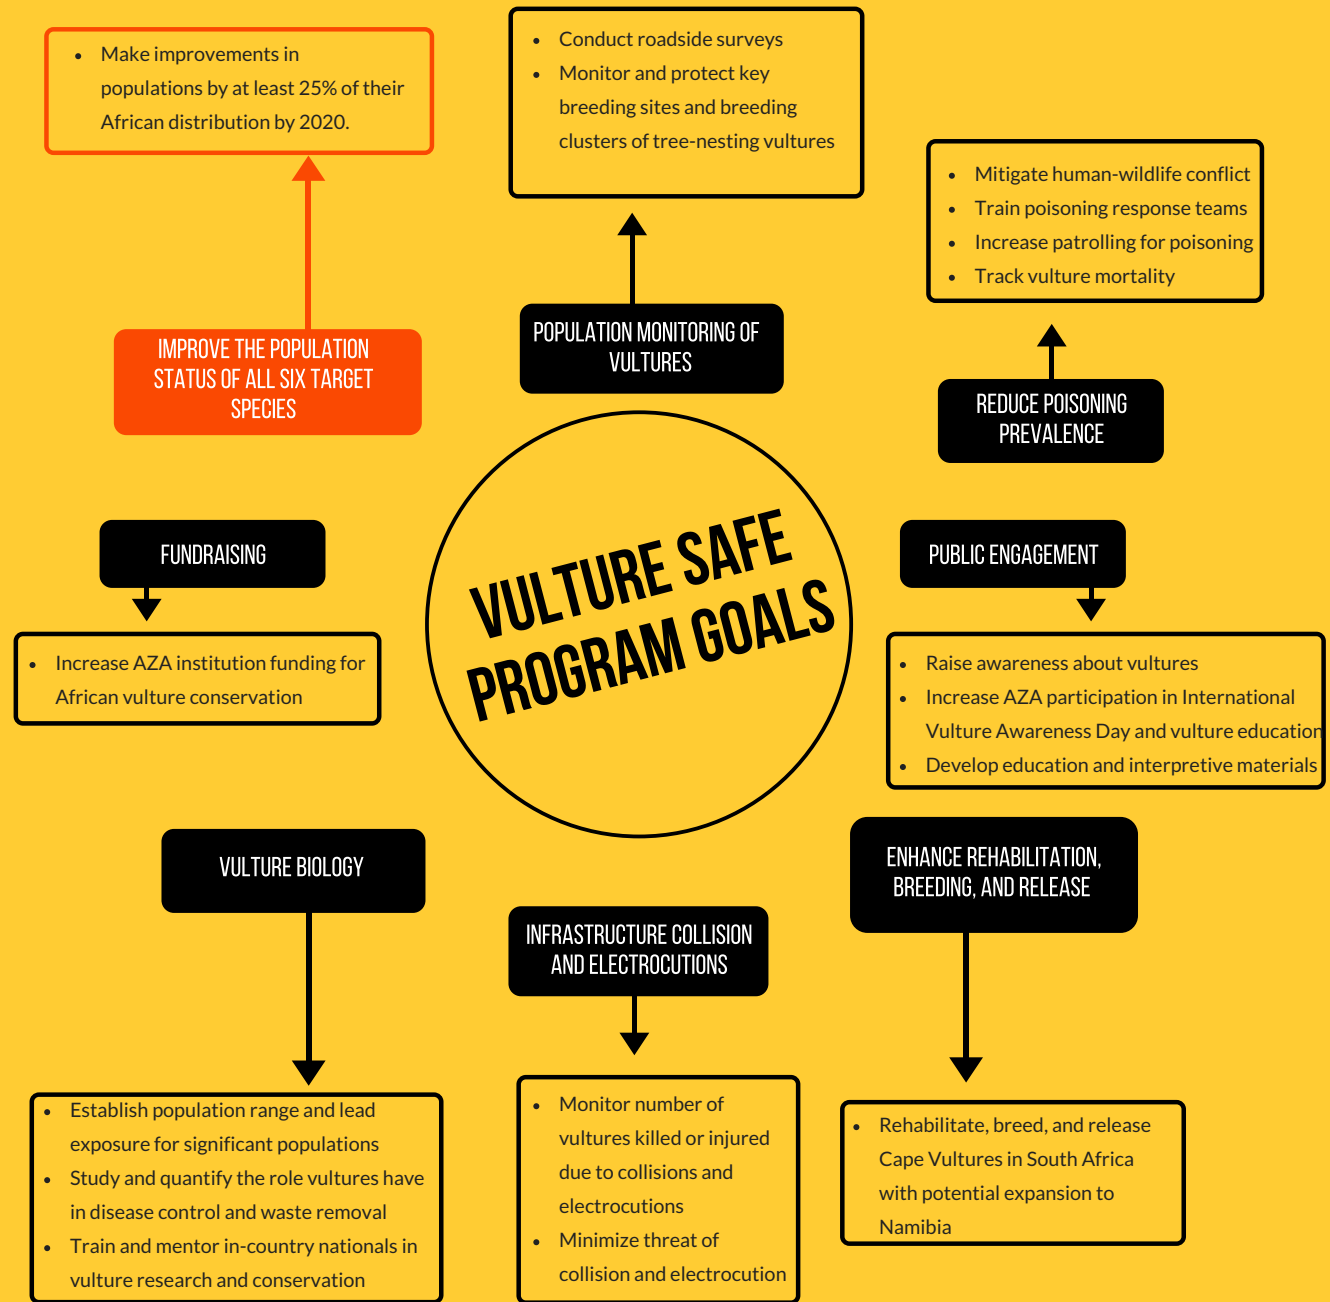 • Make improvements in
populations by at least 25% of their
African distribution by 2020.
IMPROVE THE POPULATION
STATUS OF ALL SIX TARGET
SPECIES
• Conduct roadside surveys
• Monitor and protect key
breeding sites and breeding
clusters of tree-nesting vultures
POPULATION MONITORING OF
VULTURES
• Mitigate human-wildlife conflict
• Train poisoning response teams
• Increase patrolling for poisoning
• Track vulture mortality
REDUCE POISONING
PREVALENCE
VULTURE SAFE
PROGRAM GOALS
FUNDRAISING
• Increase AZA institution funding for
African vulture conservation
PUBLIC ENGAGEMENT
• Raise awareness about vultures
• Increase AZA participation in International
Vulture Awareness Day and vulture education
• Develop education and interpretive materials
VULTURE BIOLOGY
• Establish population range and lead
exposure for significant populations
• Study and quantify the role vultures have
in disease control and waste removal
• Train and mentor in-country nationals in
vulture research and conservation
INFRASTRUCTURE COLLISION
AND ELECTROCUTIONS
• Monitor number of
vultures killed or injured
due to collisions and
electrocutions
• Minimize threat of
collision and electrocution
ENHANCE REHABILITATION,
BREEDING, AND RELEASE
• Rehabilitate, breed, and release
Cape Vultures in South Africa
with potential expansion to
Namibia